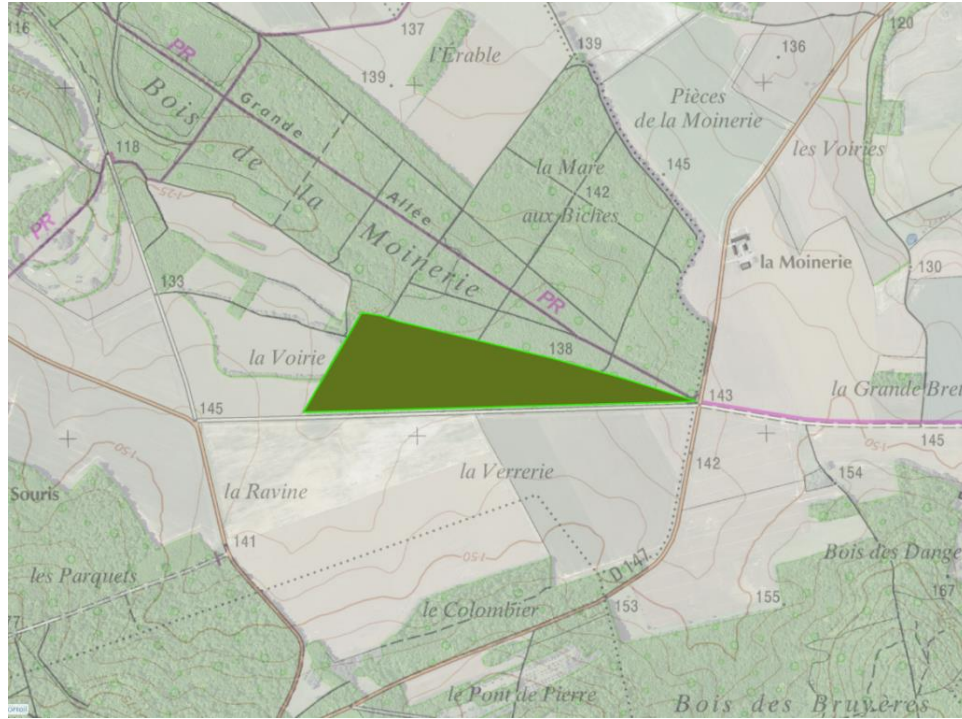 116
137
120
PR
l'Érable
139
136
139
Bois
Grande
Pièces
de la Moinerie
118
de
les Voiries
-125-
la Mare
145
la
142
Allée
aux Biches
PR
Moinerie
la Moinerie
130
133
PR
la Voirie
138
la Grande Bret
145
143
145
150
150
142
154
la Verrerie
Souris
la Ravine
141
-150-
Bois des Dange
les Parquets
D 147
167
le Colombier
153
155
le Pont de Pierre
Bois des Bruyères